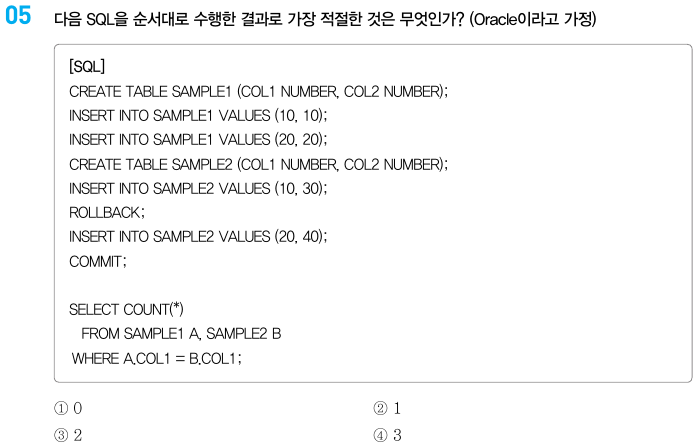 05 다음 SQL을 순서대로 수행한 결과로 가장 적절한 것은 무엇인가? (Oracle이라고 가정)
[SQL]
CREATE TABLE SAMPLE1 (COL1 NUMBER, COL2 NUMBER);
INSERT INTO SAMPLE1 VALUES (10, 10);
INSERT INTO SAMPLE1 VALUES (20, 20);
CREATE TABLE SAMPLE2 (COL1 NUMBER, COL2 NUMBER);
INSERT INTO SAMPLE2 VALUES (10, 30);
ROLLBACK;
INSERT INTO SAMPLE2 VALUES (20, 40);
COMMIT;
SELECT COUNT(*)
FROM SAMPLE1 A, SAMPLE2 B
WHERE A.COL1 = B.COL1;
① 0 ② 1
③ 2 ④ 3